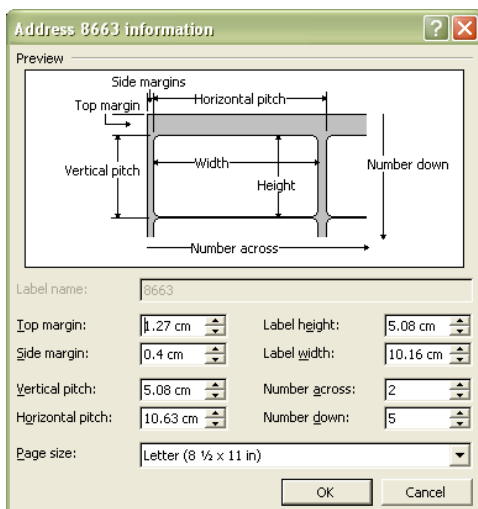 Address 8663 information
Preview
Side margins
Top margin
Horizontal pitch
Vertical pitch
Width
Height
Number down
Number across
Label name: 8663
Top margin: 1.27 cm Label height: 5.08 cm
Side margin: 0.4 cm Label width: 10.16 cm
Vertical pitch: 5.08 cm Number across: 2
Horizontal pitch: 10.63 cm Number down: 5
Page size: Letter (8 ½ x 11 in)
OK Cancel